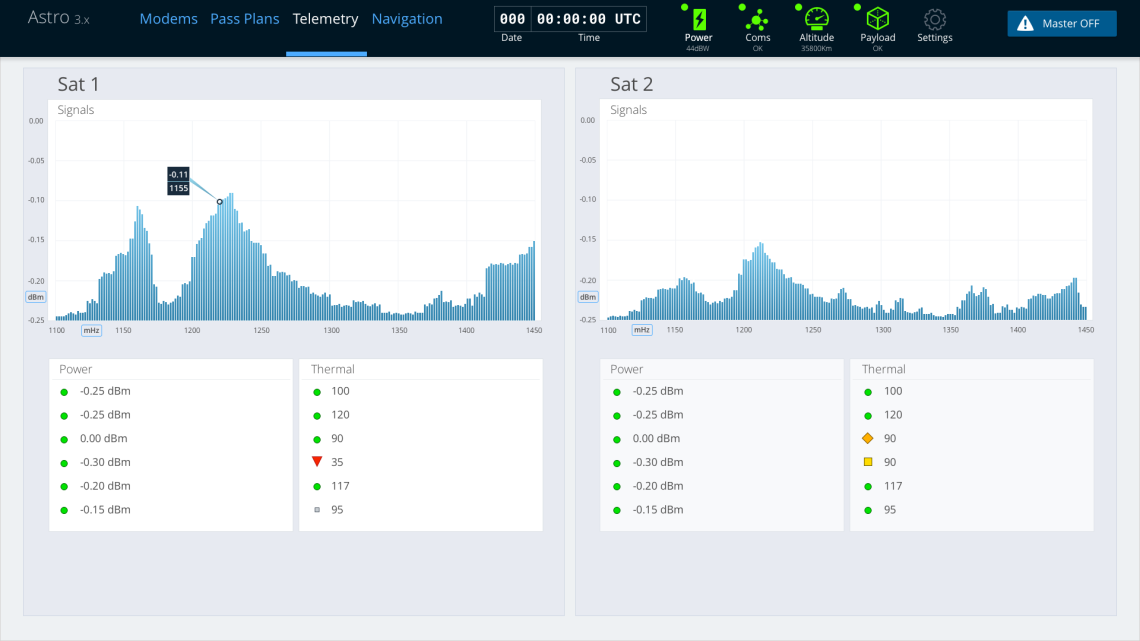 Astro 3.x
Modems Pass Plans Telemetry Navigation
000 00:00:00 UTC
Date Time
Power
44dBW
Coms
OK
Altitude
35800Km
Payload
OK
Settings
Master OFF
Sat 1
Signals
0.00
-0.05
-0.10
-0.15
-0.20
dBm
-0.25
-0.11
1155
1100 mHz 1150 1200 1250 1300 1350 1400 1450
Power
-0.25 dBm
-0.25 dBm
0.00 dBm
-0.30 dBm
-0.20 dBm
-0.15 dBm
Thermal
100
120
90
35
117
95
Sat 2
Signals
0.00
-0.05
-0.10
-0.15
-0.20
dBm
-0.25
1100 mHz 1150 1200 1250 1300 1350 1400 1450
Power
-0.25 dBm
-0.25 dBm
0.00 dBm
-0.30 dBm
-0.20 dBm
-0.15 dBm
Thermal
100
120
90
90
117
95